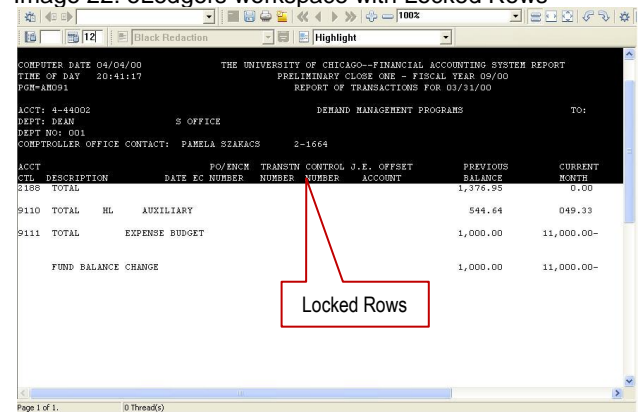 Image 22: eLedgers workspace with Locked Rows
100%
12 Black Redaction Highlight
COMPUTER DATE 04/04/00 THE UNIVERSITY OF CHICAGO--FINANCIAL ACCOUNTING SYSTEM REPORT
TIME OF DAY 20:41:17 PRELIMINARY CLOSE ONE - FISCAL YEAR 09/00
PGM=AM091 REPORT OF TRANSACTIONS FOR 03/31/00
ACCT: 4-44002 DEMAND MANAGEMENT PROGRAMS TO:
DEPT: DEAN S OFFICE
DEPT NO: 001
COMPTROLLER OFFICE CONTACT: PAMELA SZAKACS 2-1664
ACCT PO/ENCM TRANSTN CONTROL J.E. OFFSET PREVIOUS CURRENT
CTL DESCRIPTION DATE EC NUMBER NUMBER NUMBER ACCOUNT BALANCE MONTH
2188 TOTAL 1,376.95 0.00
9110 TOTAL HL AUXILIARY 544.64 049.33
9111 TOTAL EXPENSE BUDGET 1,000.00 11,000.00-
FUND BALANCE CHANGE 1,000.00 11,000.00-
Locked Rows
Page 1 of 1. 0 Thread(s)